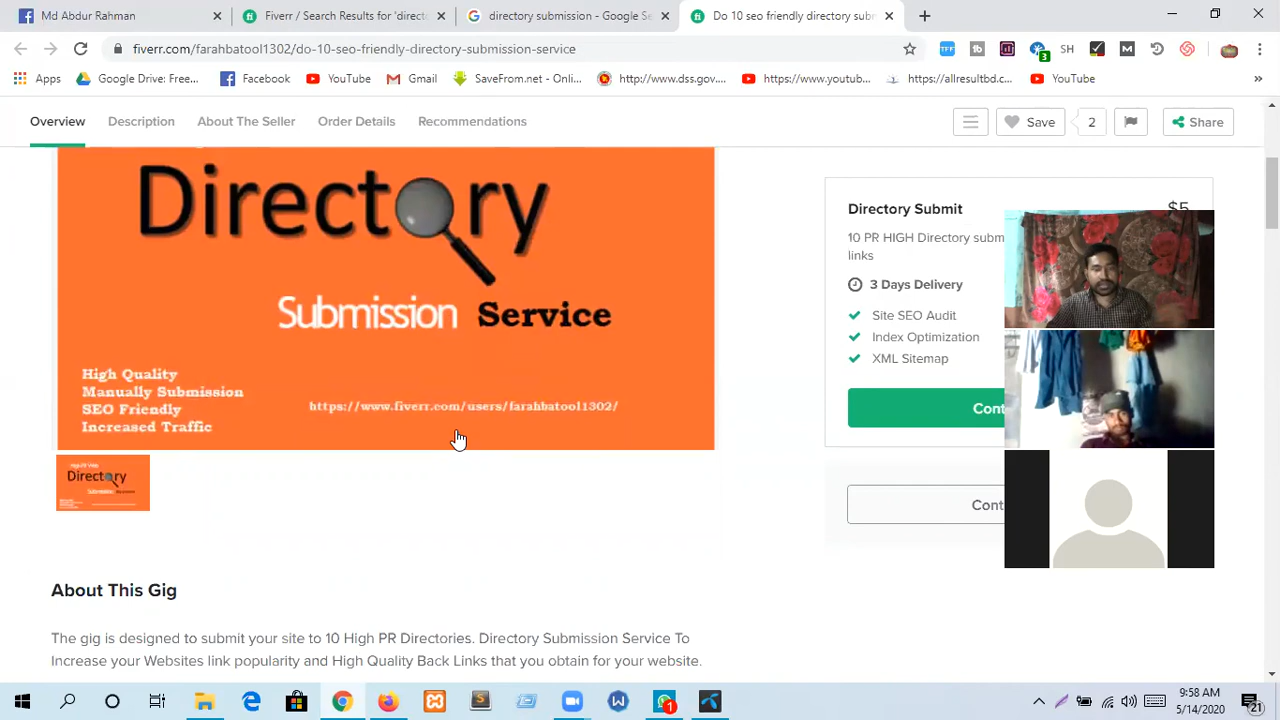 Md Abdur Rahman
Fiverr / Search Results for 'direct
directory submission - Google Se
Do 10 seo friendly directory subm
fiverr.com/farahbatool1302/do-10-seo-friendly-directory-submission-service
SH
3
Apps
Google Drive: Free...
Facebook
YouTube
Gmail
SaveFrom.net - Onli...
http://www.dss.gov....
https://www.youtub...
https://allresultbd.c...
YouTube
»
Overview
Description
About The Seller
Order Details
Recommendations
Save
2
Share
Directory
Submission Service
High Quality
Manually Submission
SEO Friendly
Increased Traffic
https://www.fiverr.com/users/farahbatool1302/
Directory Submit
$5
10 PR HIGH Directory subm
links
3 Days Delivery
Site SEO Audit
Index Optimization
XML Sitemap
Cont
Cont
About This Gig
The gig is designed to submit your site to 10 High PR Directories. Directory Submission Service To
Increase your Websites link popularity and High Quality Back Links that you obtain for your website.
1
9:58 AM
5/14/2020
21